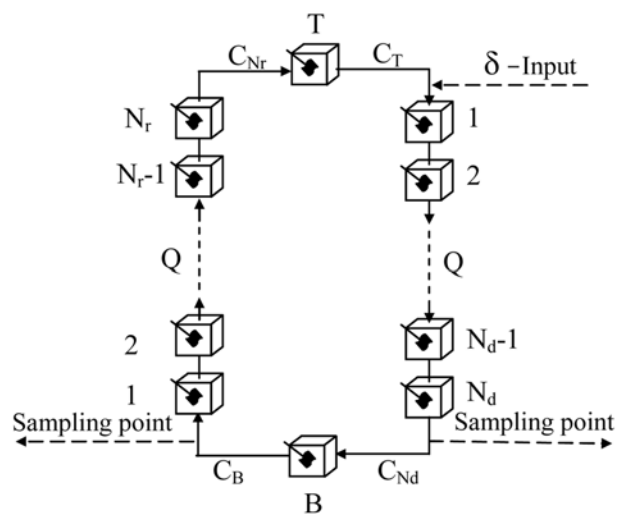 T
C_Nr
C_T
δ -Input
N_r
1
N_r-1
2
Q
Q
2
N_d-1
1
N_d
Sampling point
Sampling point
C_B
C_Nd
B